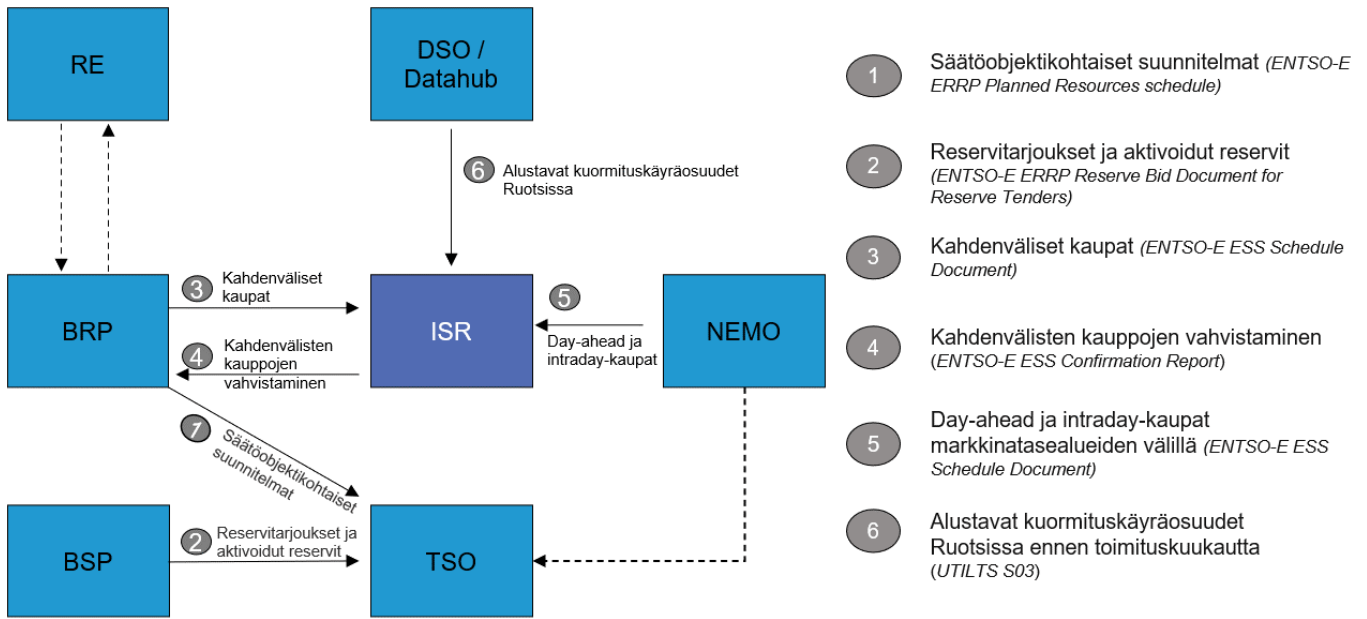 RE
DSO /
Datahub
6
Alustavat kuormituskäyräosuudet
Ruotsissa
BRP
3
Kahdenväliset
kaupat
4
Kahdenvälisten
kauppojen
vahvistaminen
ISR
5
Day-ahead ja
intraday-kaupat
NEMO
1
Säätöobjektikohtaiset
suunnitelmat
BSP
2
Reservitarjoukset ja
aktivoidut reservit
TSO
1
Säätöobjektikohtaiset suunnitelmat (ENTSO-E
ERRP Planned Resources schedule)
2
Reservitarjoukset ja aktivoidut reservit
(ENTSO-E ERRP Reserve Bid Document for
Reserve Tenders)
3
Kahdenväliset kaupat (ENTSO-E ESS Schedule
Document)
4
Kahdenvälisten kauppojen vahvistaminen
(ENTSO-E ESS Confirmation Report)
5
Day-ahead ja intraday-kaupat
markkinatasealueiden välillä (ENTSO-E ESS
Schedule Document)
6
Alustavat kuormituskäyräosuudet
Ruotsissa ennen toimituskuukautta
(UTILTS S03)